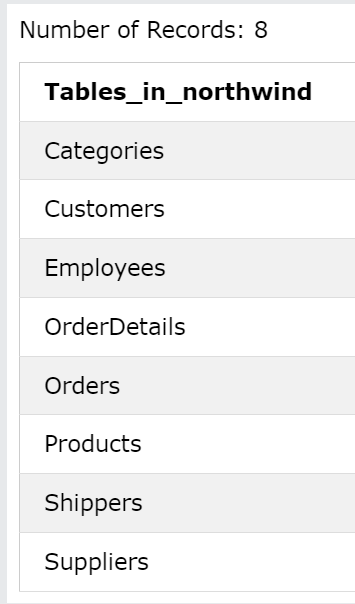 Number of Records: 8
Tables_in_northwind
Categories
Customers
Employees
OrderDetails
Orders
Products
Shippers
Suppliers